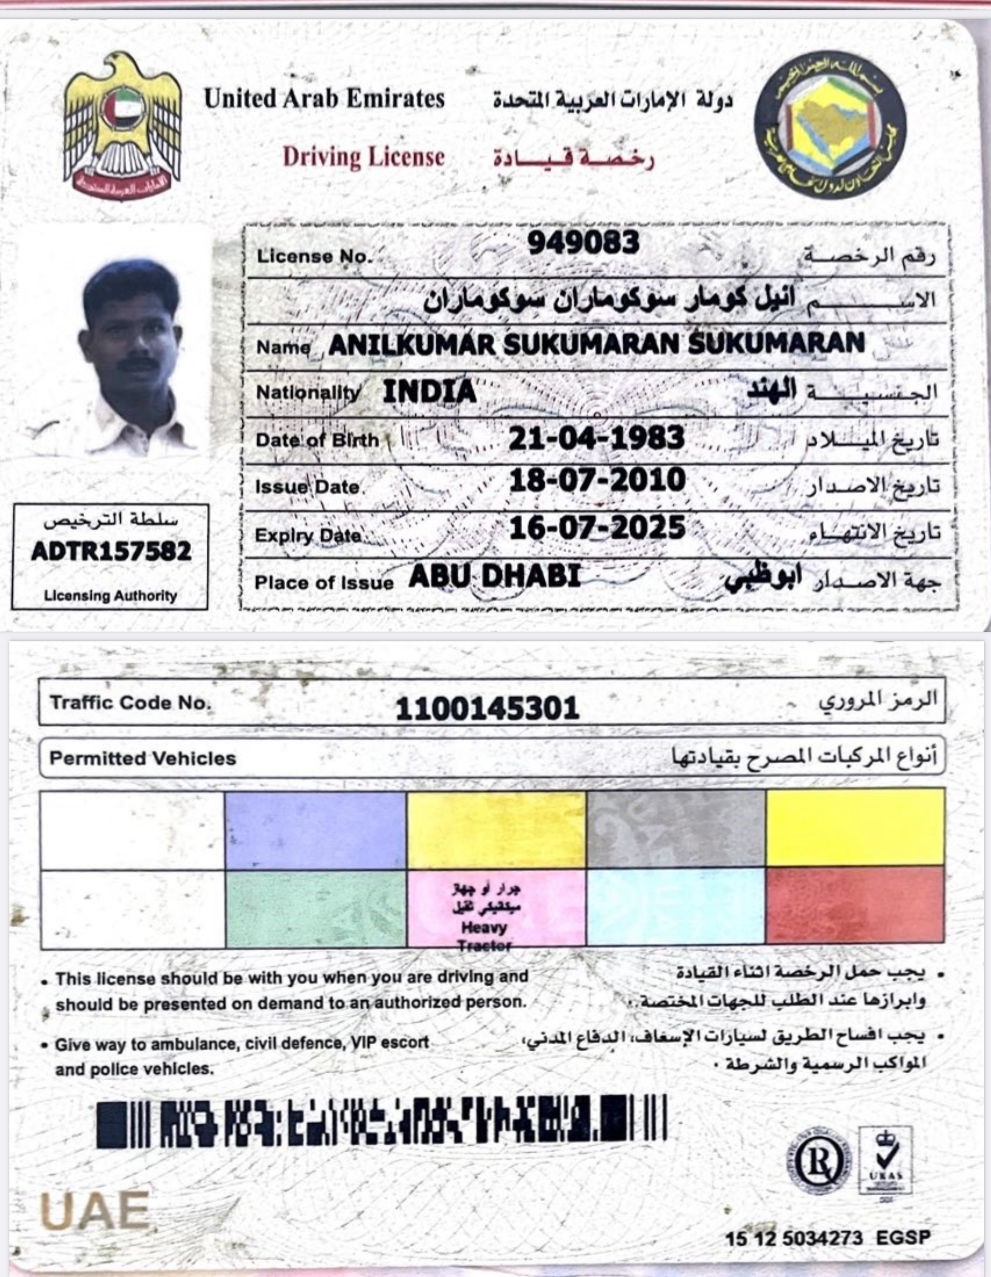 United Arab Emirates دولة الإمارات العربية المتحدة
Driving License رخصة قيادة
License No. 949083 رقم الرخصة
الاسم انيل كومار سوكوماران سوكوماران
Name ANILKUMAR SUKUMARAN SUKUMARAN
Nationality INDIA الهند الجنسية
Date of Birth 21-04-1983 تاريخ الميلاد
Issue Date 18-07-2010 تاريخ الاصدار
Expiry Date 16-07-2025 تاريخ الانتهاء
Place of Issue ABU DHABI ابوظبي جهة الاصدار
سلطة الترخيص
ADTR157582
Licensing Authority
Traffic Code No. 1100145301 الرمز المروري
Permitted Vehicles أنواع المركبات المصرح بقيادتها
جرار أو جهاز
ميكانيكي ثقيل
Heavy
Tractor
• This license should be with you when you are driving and
should be presented on demand to an authorized person.
• يجب حمل الرخصة اثناء القيادة
وابرازها عند الطلب للجهات المختصة.
• Give way to ambulance, civil defence, VIP escort
and police vehicles.
• يجب افساح الطريق لسيارات الإسعاف، الدفاع المدني،
المواكب الرسمية والشرطة .
R
UKAS
UAE
15 12 5034273 EGSP